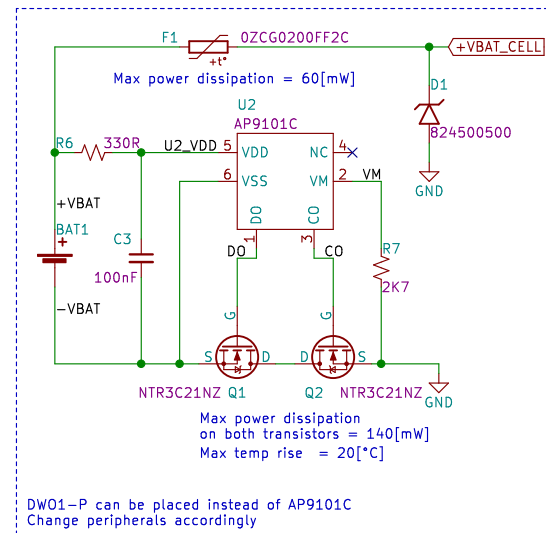 F1 0ZCG0200FF2C
+t°
+VBAT_CELL
Max power dissipation = 60[mW]
D1
824500500
GND
U2
AP9101C
R6 330R
U2_VDD
5 VDD
NC 4
6 VSS
VM 2
VM
DO
CO
1
3
DO
CO
+VBAT
BAT1
+
-VBAT
C3
100nF
R7
2K7
G
G
S
D
D
S
NTR3C21NZ
Q1
Q2
NTR3C21NZ
GND
Max power dissipation
on both transistors = 140[mW]
Max temp rise = 20[°C]
DWO1-P can be placed instead of AP9101C
Change peripherals accordingly